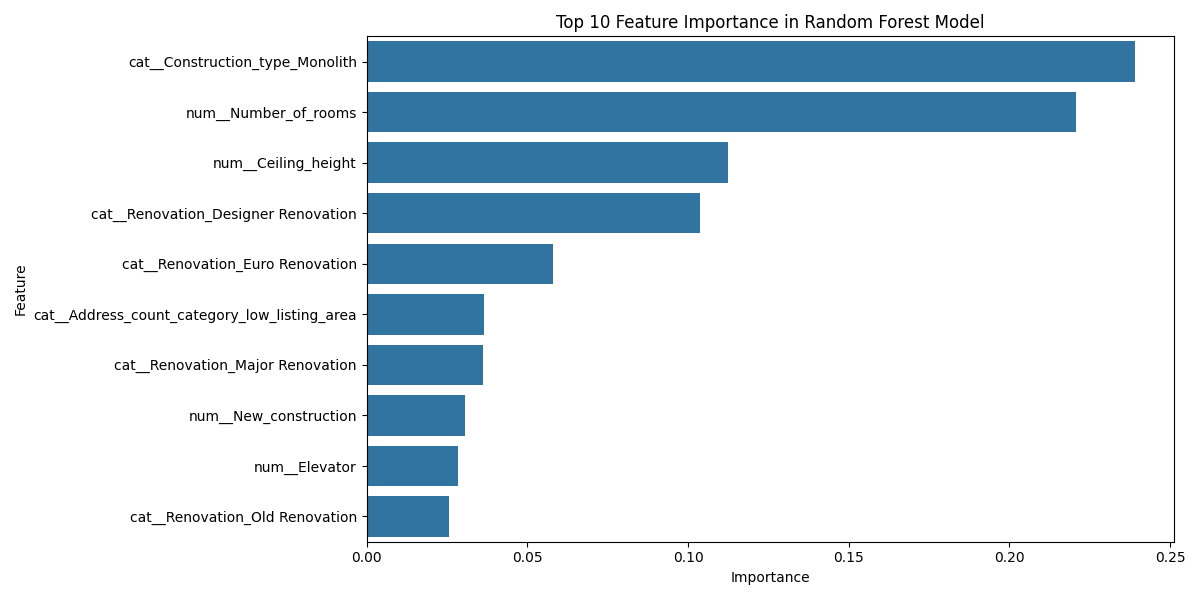 Top 10 Feature Importance in Random Forest Model
cat__Construction_type_Monolith
num__Number_of_rooms
num__Ceiling_height
cat__Renovation_Designer Renovation
cat__Renovation_Euro Renovation
cat__Address_count_category_low_listing_area
cat__Renovation_Major Renovation
num__New_construction
num__Elevator
cat__Renovation_Old Renovation
Feature
0.00 0.05 0.10 0.15 0.20 0.25
Importance